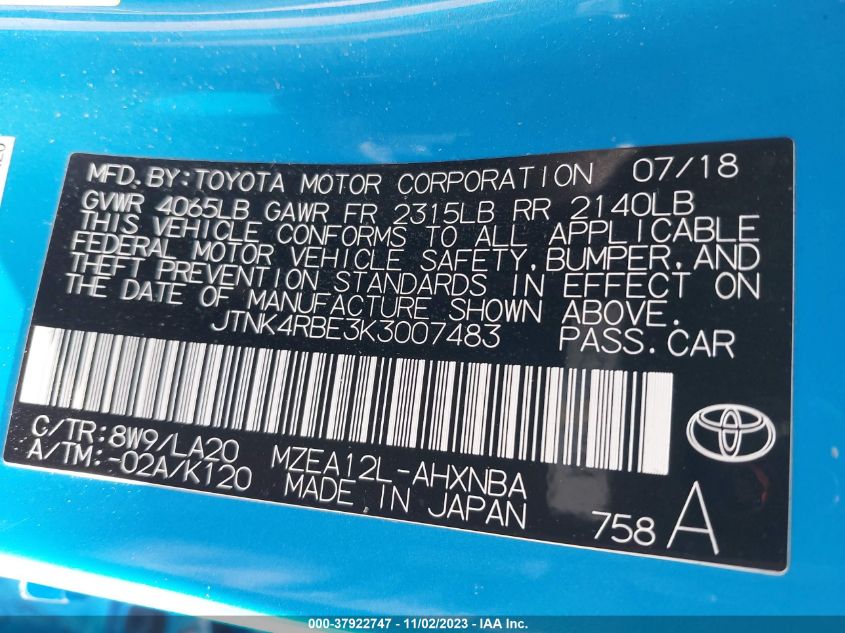 MFD.BY:TOYOTA MOTOR CORPORATION 07/18
GVWR 4065LB GAWR FR 2315LB RR 2140LB
THIS VEHICLE CONFORMS TO ALL APPLICABLE
FEDERAL MOTOR VEHICLE SAFETY,BUMPER,AND
THEFT PREVENTION STANDARDS IN EFFECT ON
THE DATE OF MANUFACTURE SHOWN ABOVE.
JTNK4RBE3K3007483 PASS.CAR
C/TR:8W9/LA20 MZEA12L-AHXNBA
A/TM:-02A/K120 MADE IN JAPAN
758 A
000-37922747 - 11/02/2023 - IAA Inc.